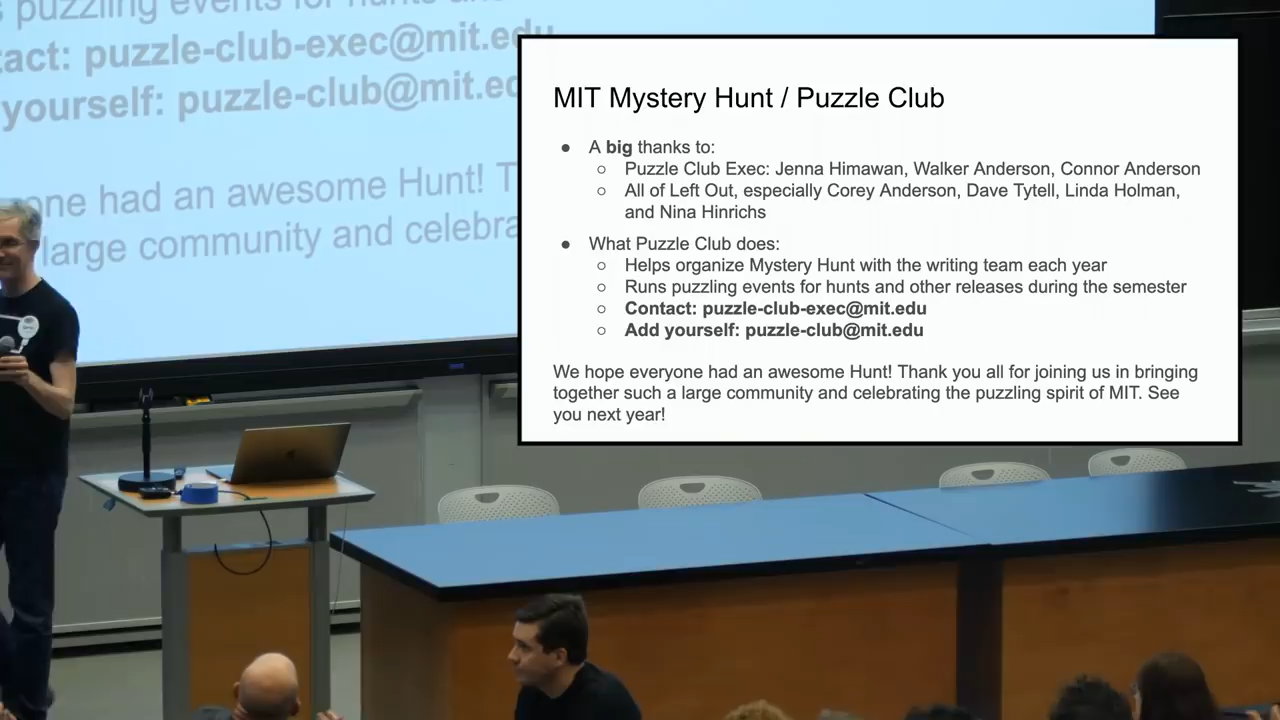 puzzling events for hunts
tact: puzzle-club-exec@mit.edu
yourself: puzzle-club@mit.ed
one had an awesome Hunt! T
large community and celebra
MIT Mystery Hunt / Puzzle Club
● A big thanks to:
○ Puzzle Club Exec: Jenna Himawan, Walker Anderson, Connor Anderson
○ All of Left Out, especially Corey Anderson, Dave Tytell, Linda Holman,
and Nina Hinrichs
● What Puzzle Club does:
○ Helps organize Mystery Hunt with the writing team each year
○ Runs puzzling events for hunts and other releases during the semester
○ Contact: puzzle-club-exec@mit.edu
○ Add yourself: puzzle-club@mit.edu
We hope everyone had an awesome Hunt! Thank you all for joining us in bringing
together such a large community and celebrating the puzzling spirit of MIT. See
you next year!